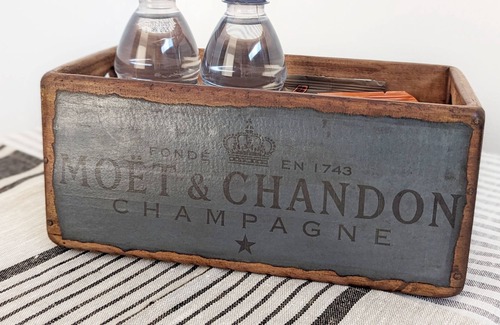 FONDÉ EN 1743
MOËT & CHANDON
CHAMPAGNE